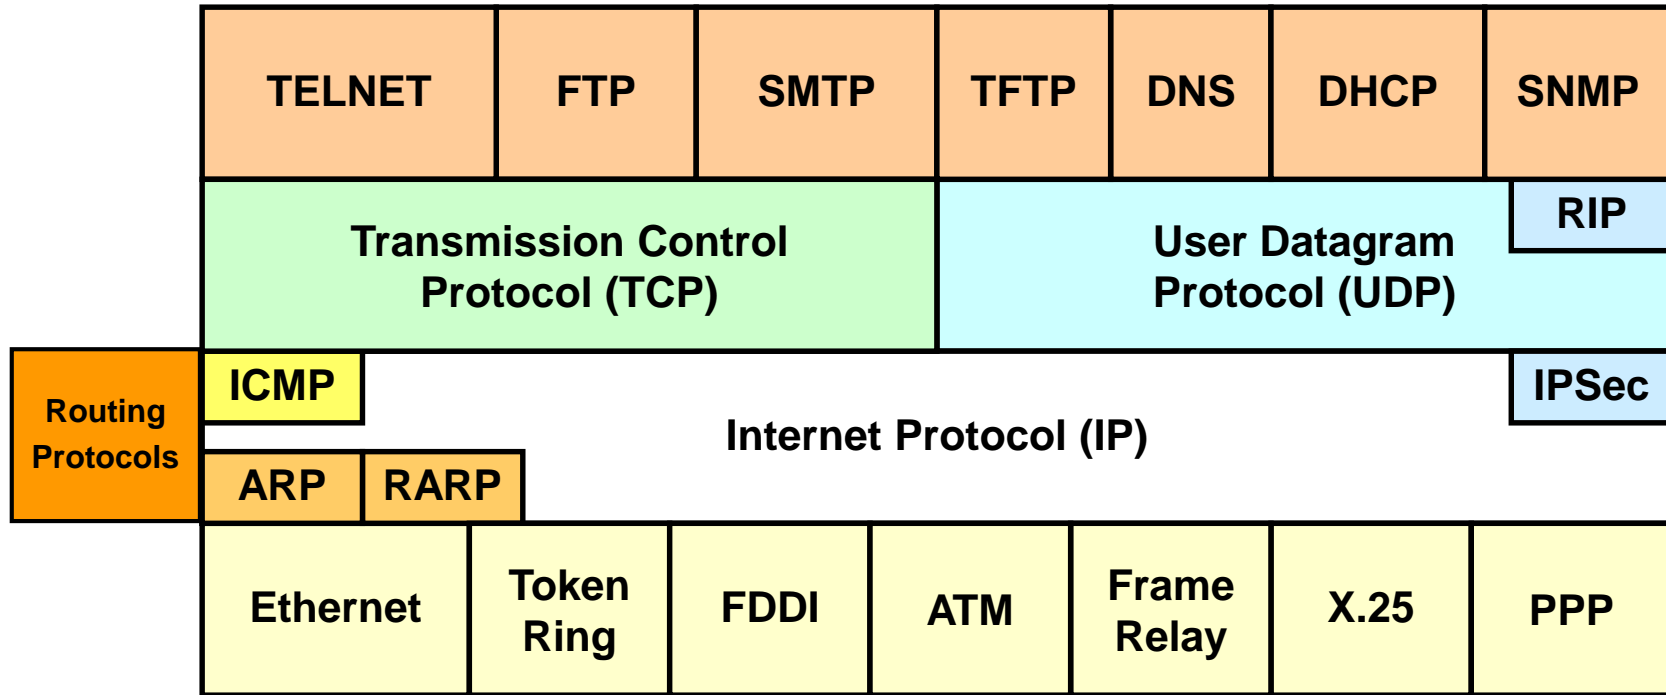 TELNET
FTP
SMTP
TFTP
DNS
DHCP
SNMP
Transmission Control
Protocol (TCP)
User Datagram
Protocol (UDP)
RIP
Routing
Protocols
ICMP
IPSec
Internet Protocol (IP)
ARP
RARP
Ethernet
Token
Ring
FDDI
ATM
Frame
Relay
X.25
PPP